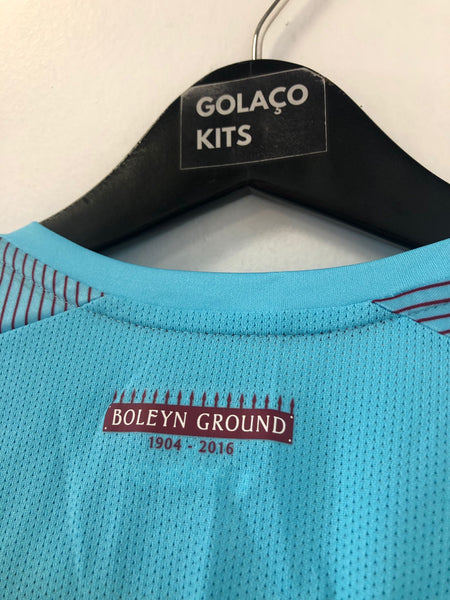 GOLAÇO
KITS
BOLEYN GROUND
1904 - 2016